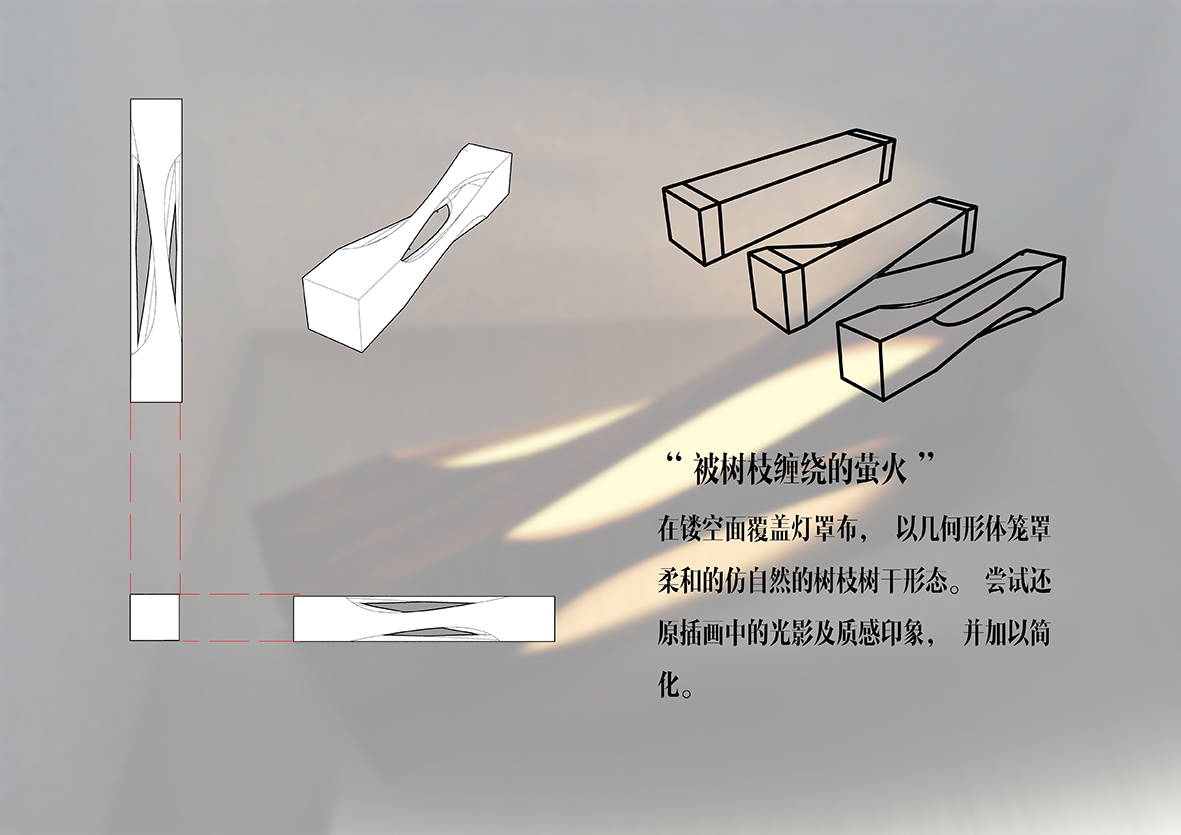 “ 被树枝缠绕的萤火 ”
在镂空面覆盖灯罩布， 以几何形体笼罩
柔和的仿自然的树枝树干形态。 尝试还
原插画中的光影及质感印象， 并加以简
化。